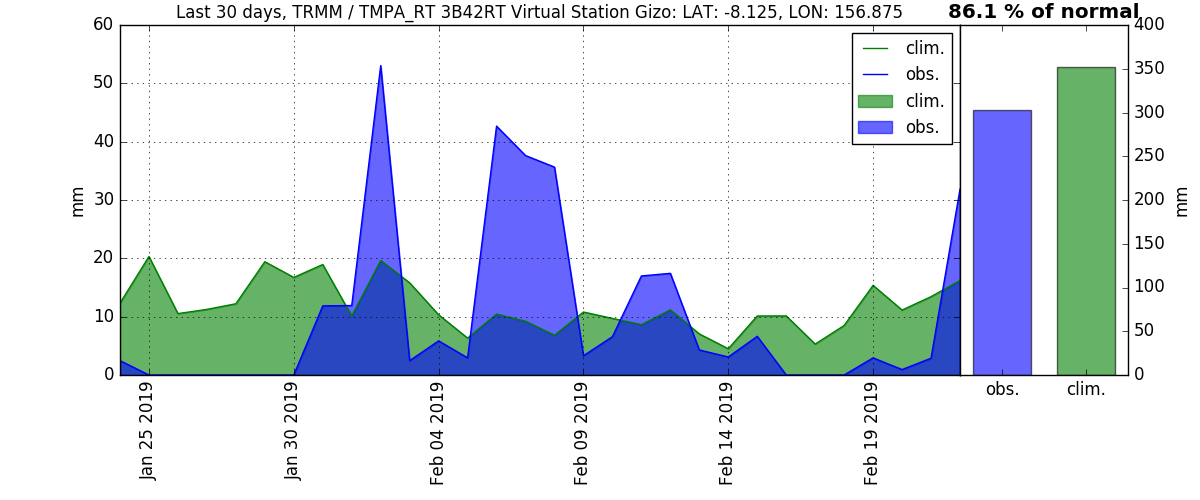 Last 30 days, TRMM / TMPA_RT 3B42RT Virtual Station Gizo: LAT: -8.125, LON: 156.875
86.1 % of normal
60
50
40
30
20
10
0
mm
clim.
obs.
clim.
obs.
400
350
300
250
200
150
100
50
0
mm
obs.
clim.
Jan 25 2019
Jan 30 2019
Feb 04 2019
Feb 09 2019
Feb 14 2019
Feb 19 2019